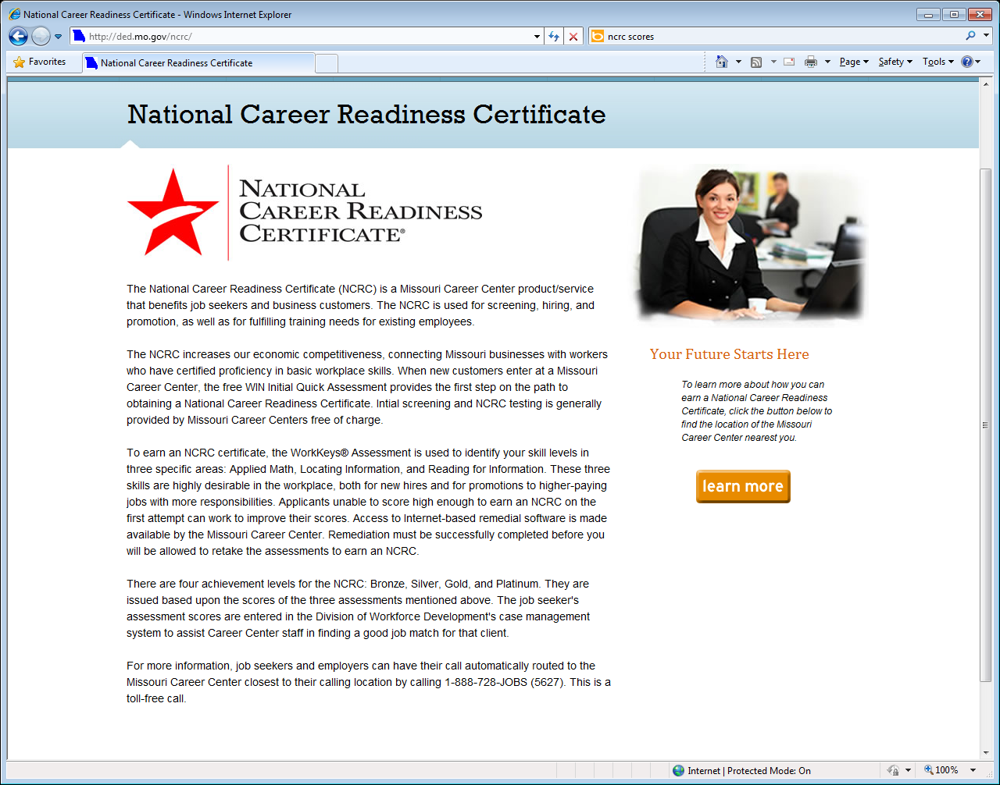 National Career Readiness Certificate - Windows Internet Explorer
http://ded.mo.gov/ncrc/
ncrc scores
Favorites
National Career Readiness Certificate
Page
Safety
Tools
National Career Readiness Certificate
NATIONAL
CAREER READINESS
CERTIFICATE®
The National Career Readiness Certificate (NCRC) is a Missouri Career Center product/service
that benefits job seekers and business customers. The NCRC is used for screening, hiring, and
promotion, as well as for fulfilling training needs for existing employees.
The NCRC increases our economic competitiveness, connecting Missouri businesses with workers
who have certified proficiency in basic workplace skills. When new customers enter at a Missouri
Career Center, the free WIN Initial Quick Assessment provides the first step on the path to
obtaining a National Career Readiness Certificate. Intial screening and NCRC testing is generally
provided by Missouri Career Centers free of charge.
To earn an NCRC certificate, the WorkKeys® Assessment is used to identify your skill levels in
three specific areas: Applied Math, Locating Information, and Reading for Information. These three
skills are highly desirable in the workplace, both for new hires and for promotions to higher-paying
jobs with more responsibilities. Applicants unable to score high enough to earn an NCRC on the
first attempt can work to improve their scores. Access to Internet-based remedial software is made
available by the Missouri Career Center. Remediation must be successfully completed before you
will be allowed to retake the assessments to earn an NCRC.
There are four achievement levels for the NCRC: Bronze, Silver, Gold, and Platinum. They are
issued based upon the scores of the three assessments mentioned above. The job seeker's
assessment scores are entered in the Division of Workforce Development's case management
system to assist Career Center staff in finding a good job match for that client.
For more information, job seekers and employers can have their call automatically routed to the
Missouri Career Center closest to their calling location by calling 1-888-728-JOBS (5627). This is a
toll-free call.
Your Future Starts Here
To learn more about how you can
earn a National Career Readiness
Certificate, click the button below to
find the location of the Missouri
Career Center nearest you.
learn more
Internet | Protected Mode: On
100%